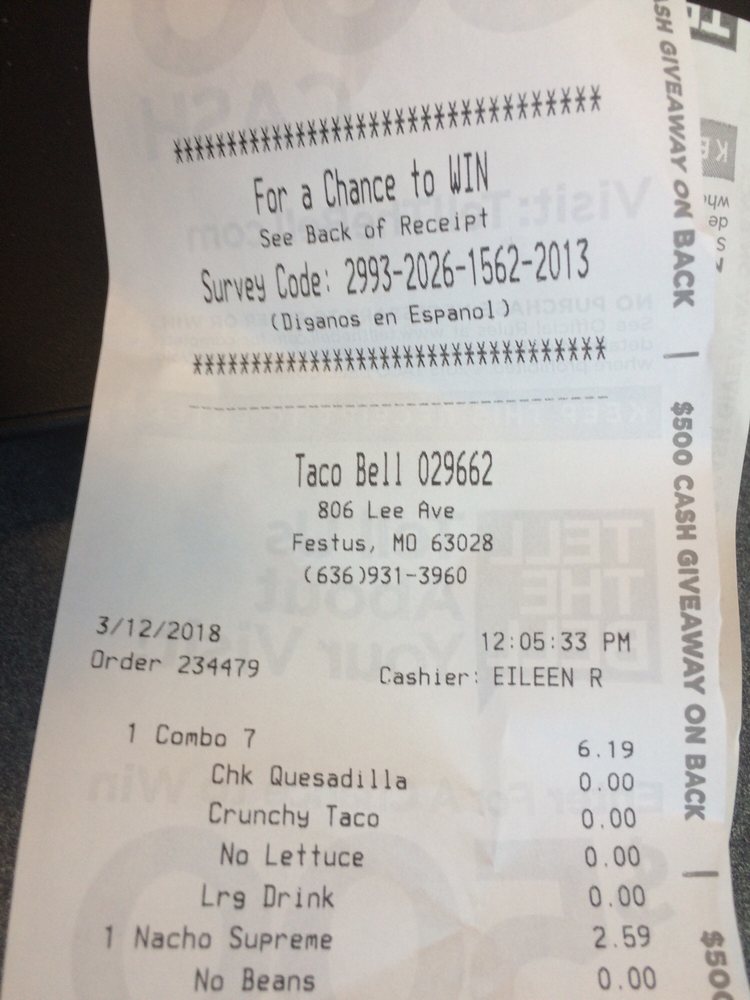 *********************************
For a Chance to WIN
See Back of Receipt
Survey Code: 2993-2026-1562-2013
(Diganos en Espanol)
*********************************
Taco Bell 029662
806 Lee Ave
Festus, MO 63028
(636)931-3960
3/12/2018 12:05:33 PM
Order 234479 Cashier: EILEEN R
1 Combo 7 6.19
Chk Quesadilla 0.00
Crunchy Taco 0.00
No Lettuce 0.00
Lrg Drink 0.00
1 Nacho Supreme 2.59
No Beans 0.00
ASH GIVEAWAY ON BACK | $500 CASH GIVEAWAY ON BACK | $500